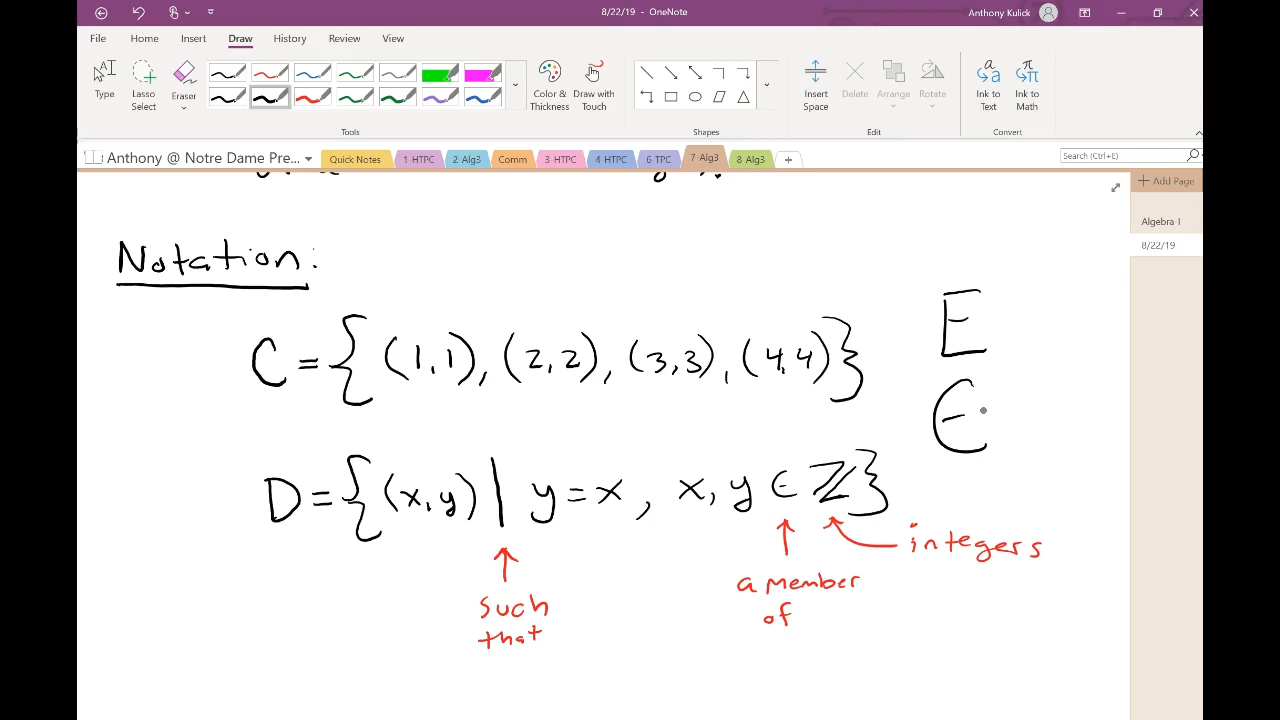 8/22/19 - OneNote
Anthony Kulick
File Home Insert Draw History Review View
Type
Lasso Select
Eraser
Color & Thickness
Draw with Touch
Insert Space
Delete
Arrange
Rotate
Ink to Text
Ink to Math
Tools Shapes Edit Convert
Anthony @ Notre Dame Pre... Quick Notes 1 HTPC 2 Alg3 Comm 3 HTPC 4 HTPC 6 TPC 7 Alg3 8 Alg3 + Search (Ctrl+E)
+ Add Page
Algebra I
8/22/19
Notation:
E
C = { (1,1), (2,2), (3,3), (4,4) }
∈
D = { (x,y) | y = x , x, y ∈ ℤ }
integers
a member
of
such
that